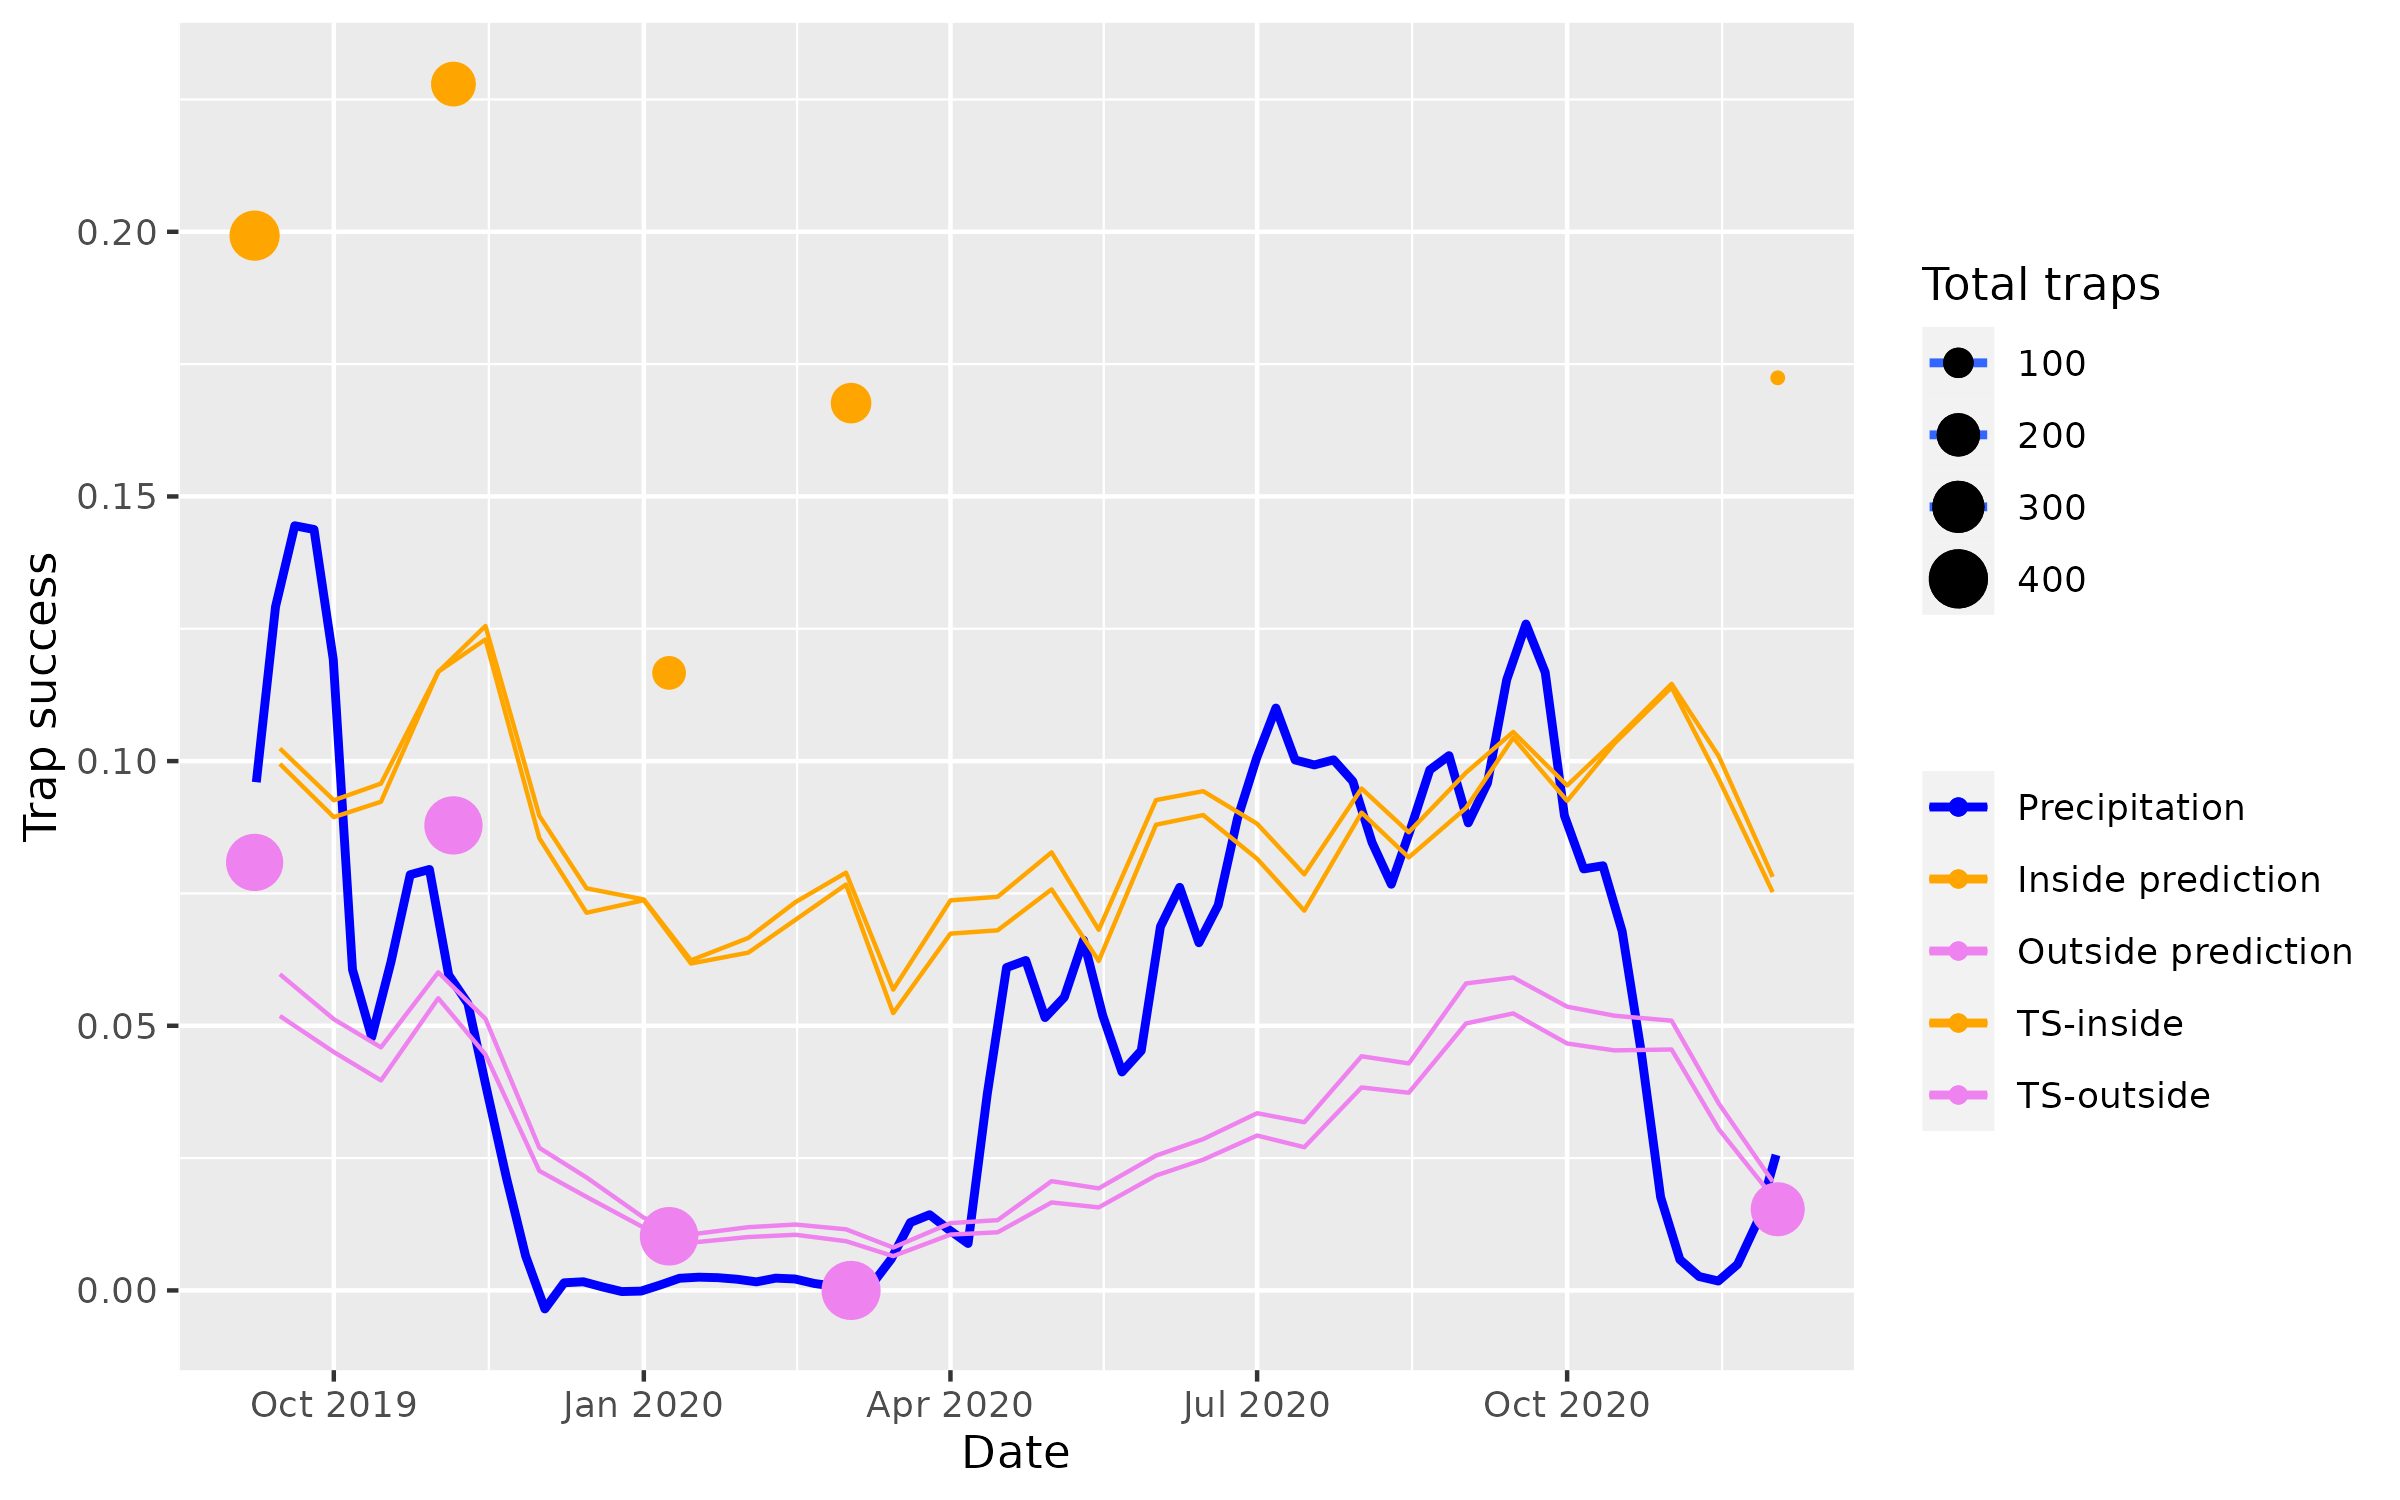 Trap success
0.20
0.15
0.10
0.05
0.00
Oct 2019
Jan 2020
Apr 2020
Jul 2020
Oct 2020
Date
Total traps
100
200
300
400
Precipitation
Inside prediction
Outside prediction
TS-inside
TS-outside